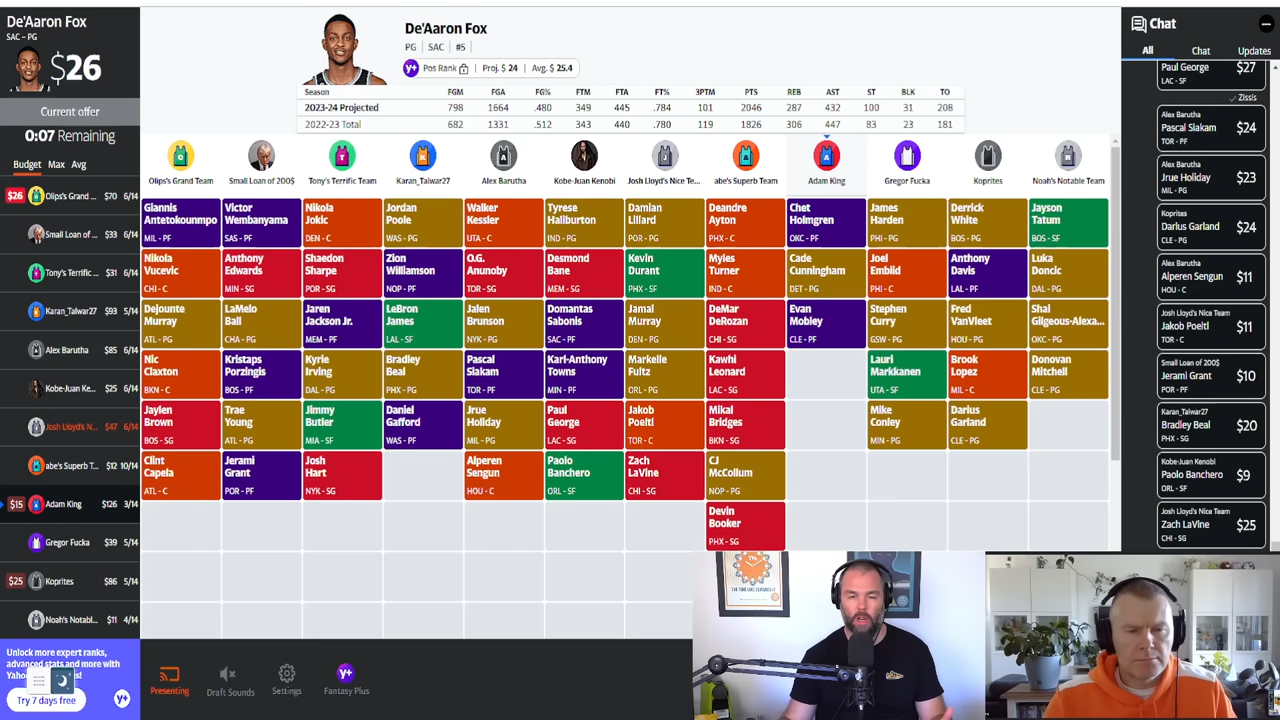 De'Aaron Fox
SAC - PG
$26
Current offer
0:07 Remaining
Budget Max Avg
$26 Olips's Grand ... $70 6/14
Small Loan of ... $33 6/14
Tony's Terrific ... $31 6/14
Karan_Talwar27 $93 5/14
Alex Barutha $85 6/14
Kobe-Juan Ke... $25 6/14
Josh Lloyd's N... $47 6/14
abe's Superb T... $12 10/14
$15 Adam King $126 3/14
Gregor Fucka $39 5/14
$25 Koprites $86 5/14
Noah's Notabl... $11 4/14
Unlock more expert ranks,
advanced stats and more with
Try 7 days free
y+
De'Aaron Fox
PG | SAC | #5 |
y+ Pos Rank | Proj. $ 24 | Avg. $ 25.4
Season FGM FGA FG% FTM FTA FT% 3PTM PTS REB AST ST BLK TO
2023-24 Projected 798 1664 .480 349 445 .784 101 2046 287 432 100 31 208
2022-23 Total 682 1331 .512 343 440 .780 119 1826 306 447 83 23 181
Olips's Grand Team Small Loan of 200$ Tony's Terrific Team Karan_Talwar27 Alex Barutha Kobe-Juan Kenobi Josh Lloyd's Nice Te... abe's Superb Team Adam King Gregor Fucka Koprites Noah's Notable Team
Giannis Victor Nikola Jordan Walker Tyrese Damian Deandre Chet James Derrick Jayson
Antetokounmpo Wembanyama Jokic Poole Kessler Haliburton Lillard Ayton Holmgren Harden White Tatum
MIL - PF SAS - PF DEN - C WAS - PG UTA - C IND - PG POR - PG PHX - C OKC - PF PHI - PG BOS - PG BOS - SF
Nikola Anthony Shaedon Zion O.G. Desmond Kevin Myles Cade Joel Anthony Luka
Vucevic Edwards Sharpe Williamson Anunoby Bane Durant Turner Cunningham Embiid Davis Doncic
CHI - C MIN - SG POR - SG NOP - PF TOR - SG MEM - SG PHX - SF IND - C DET - PG PHI - C LAL - PF DAL - PG
Dejounte LaMelo Jaren LeBron Jalen Domantas Jamal DeMar Evan Stephen Fred Shai
Murray Ball Jackson Jr. James Brunson Sabonis Murray DeRozan Mobley Curry VanVleet Gilgeous-Alexa...
ATL - PG CHA - PG MEM - PF LAL - SF NYK - PG SAC - PF DEN - PG CHI - SG CLE - PF GSW - PG HOU - PG OKC - PG
Nic Kristaps Kyrie Bradley Pascal Karl-Anthony Markelle Kawhi Lauri Brook Donovan
Claxton Porzingis Irving Beal Siakam Towns Fultz Leonard Markkanen Lopez Mitchell
BKN - C BOS - PF DAL - PG PHX - PG TOR - PF MIN - PF ORL - PG LAC - SG UTA - SF MIL - C CLE - PG
Jaylen Trae Jimmy Daniel Jrue Paul Jakob Mikal Mike Darius
Brown Young Butler Gafford Holiday George Poeltl Bridges Conley Garland
BOS - SG ATL - PG MIA - SF WAS - PF MIL - PG LAC - SG TOR - C BKN - SG MIN - PG CLE - PG
Clint Jerami Josh Alperen Paolo Zach CJ
Capela Grant Hart Sengun Banchero LaVine McCollum
ATL - C POR - PF NYK - SG HOU - C ORL - SF CHI - SG NOP - PG
Devin
Booker
PHX - SG
Presenting Draft Sounds Settings Fantasy Plus
Chat
All Chat Updates
Paul George $27
LAC - SF
Zissis
Alex Barutha
Pascal Siakam $24
TOR - PF
Alex Barutha
Jrue Holiday $23
MIL - PG
Koprites
Darius Garland $24
CLE - PG
Alex Barutha
Alperen Sengun $11
HOU - C
Josh Lloyd's Nice Team
Jakob Poeltl $11
TOR - C
Small Loan of 200$
Jerami Grant $10
POR - PF
Karan_Talwar27
Bradley Beal $20
PHX - SG
Kobe-Juan Kenobi
Paolo Banchero $9
ORL - SF
Josh Lloyd's Nice Team
Zach LaVine $25
CHI - SG